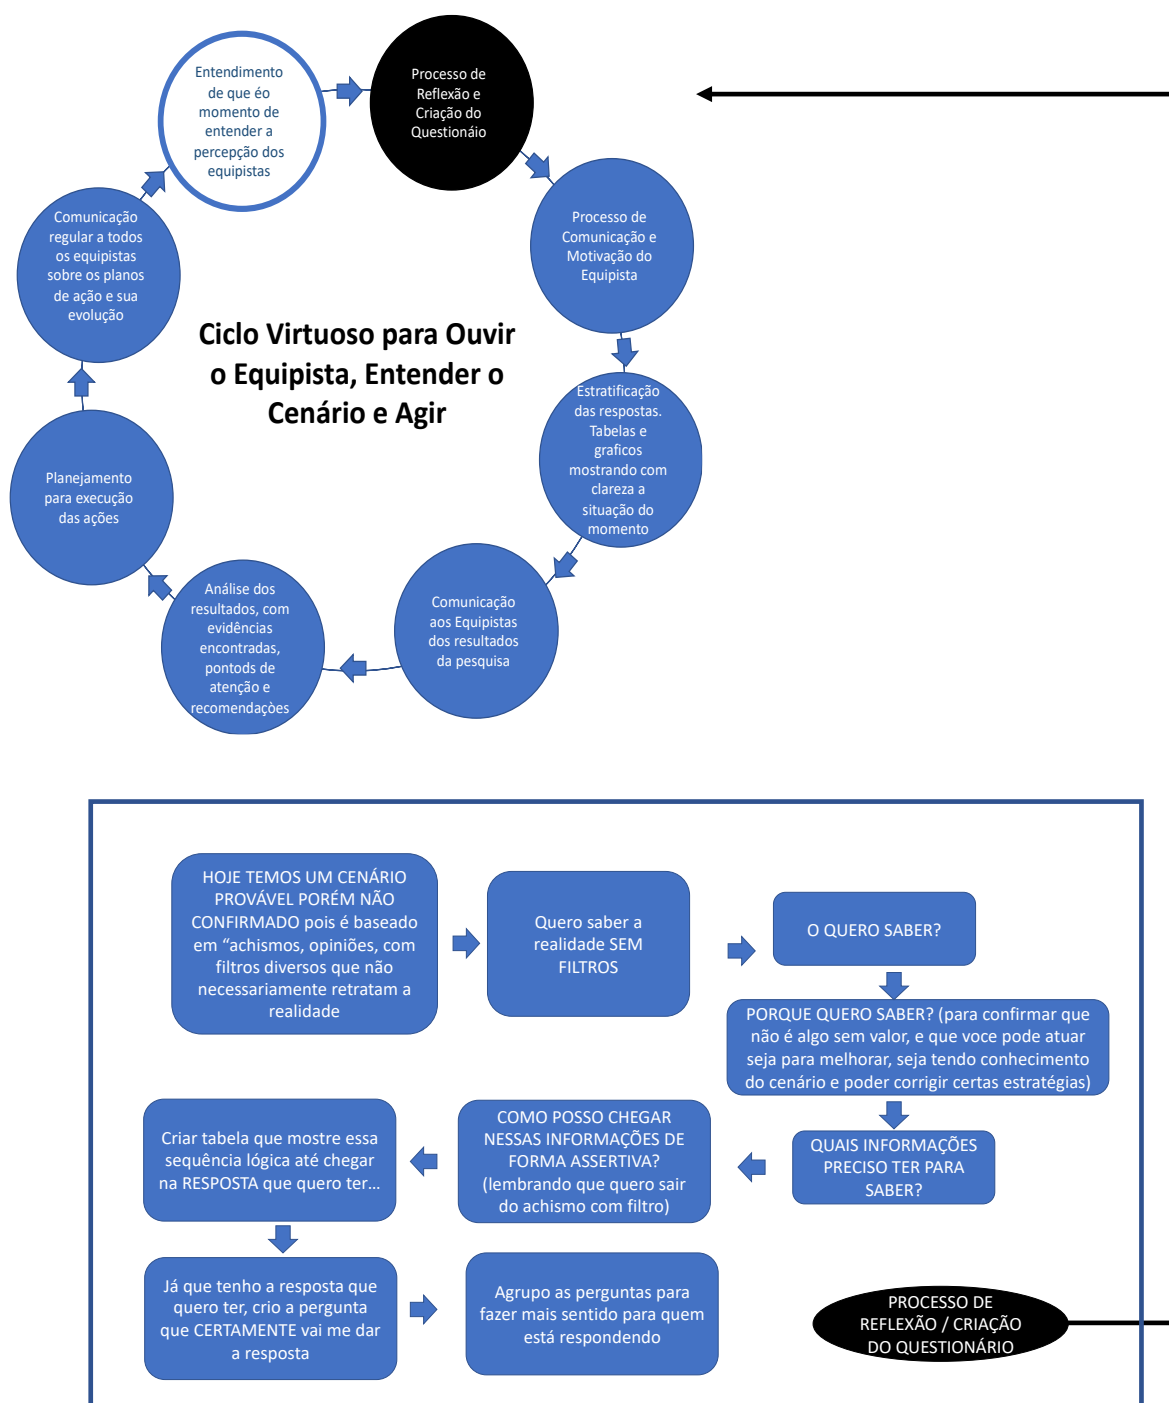 Entendimento
de que éo
momento de
entender a
percepção dos
equipistas
Processo de
Reflexão e
Criação do
Questionáio
Processo de
Comunicação e
Motivação do
Equipista
Estratificação
das respostas.
Tabelas e
graficos
mostrando com
clareza a
situação do
momento
Comunicação
aos Equipistas
dos resultados
da pesquisa
Análise dos
resultados, com
evidências
encontradas,
pontods de
atenção e
recomendaçòes
Planejamento
para execução
das ações
Comunicação
regular a todos
os equipistas
sobre os planos
de ação e sua
evolução
Ciclo Virtuoso para Ouvir
o Equipista, Entender o
Cenário e Agir
HOJE TEMOS UM CENÁRIO
PROVÁVEL PORÉM NÃO
CONFIRMADO pois é baseado
em “achismos, opiniões, com
filtros diversos que não
necessariamente retratam a
realidade
Quero saber a
realidade SEM
FILTROS
O QUERO SABER?
PORQUE QUERO SABER? (para confirmar que
não é algo sem valor, e que voce pode atuar
seja para melhorar, seja tendo conhecimento
do cenário e poder corrigir certas estratégias)
QUAIS INFORMAÇÕES
PRECISO TER PARA
SABER?
COMO POSSO CHEGAR
NESSAS INFORMAÇÕES DE
FORMA ASSERTIVA?
(lembrando que quero sair
do achismo com filtro)
Criar tabela que mostre essa
sequência lógica até chegar
na RESPOSTA que quero ter...
Já que tenho a resposta que
quero ter, crio a pergunta
que CERTAMENTE vai me dar
a resposta
Agrupo as perguntas para
fazer mais sentido para quem
está respondendo
PROCESSO DE
REFLEXÃO / CRIAÇÃO
DO QUESTIONÁRIO